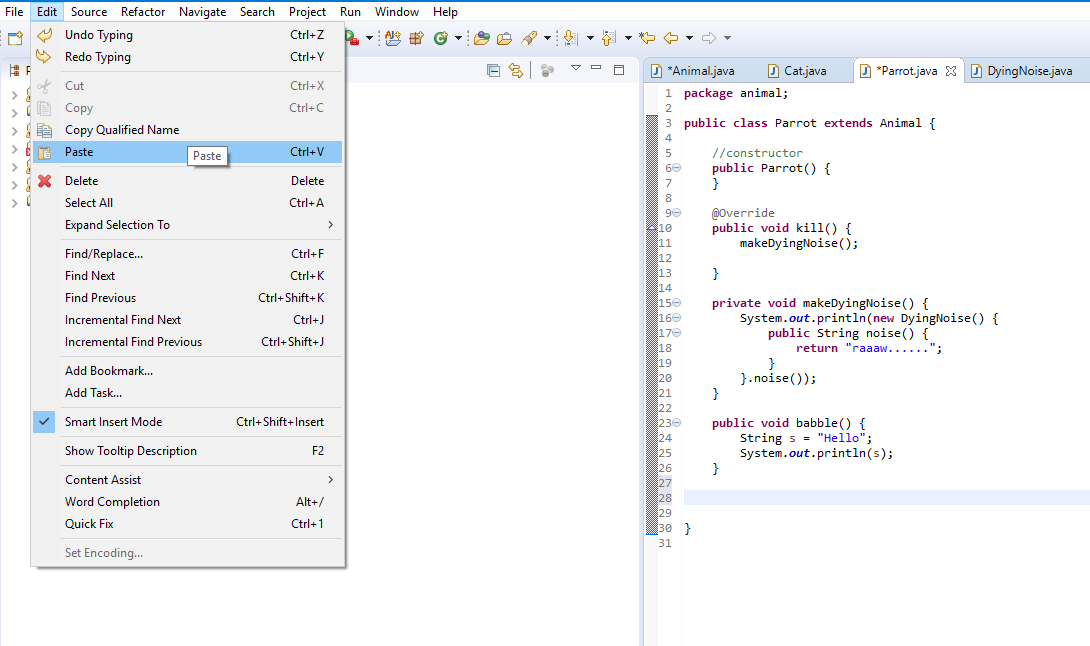 File Edit Source Refactor Navigate Search Project Run Window Help
Undo Typing Ctrl+Z
Redo Typing Ctrl+Y
Cut Ctrl+X
Copy Ctrl+C
Copy Qualified Name
Paste Ctrl+V
Paste
Delete Delete
Select All Ctrl+A
Expand Selection To
Find/Replace... Ctrl+F
Find Next Ctrl+K
Find Previous Ctrl+Shift+K
Incremental Find Next Ctrl+J
Incremental Find Previous Ctrl+Shift+J
Add Bookmark...
Add Task...
Smart Insert Mode Ctrl+Shift+Insert
Show Tooltip Description F2
Content Assist
Word Completion Alt+/
Quick Fix Ctrl+1
Set Encoding...
*Animal.java Cat.java *Parrot.java DyingNoise.java
1 package animal;
2
3 public class Parrot extends Animal {
4
5 //constructor
6 public Parrot() {
7 }
8
9 @Override
10 public void kill() {
11 makeDyingNoise();
12
13 }
14
15 private void makeDyingNoise() {
16 System.out.println(new DyingNoise() {
17 public String noise() {
18 return "raaaw......";
19 }
20 }.noise());
21 }
22
23 public void babble() {
24 String s = "Hello";
25 System.out.println(s);
26 }
27
28
29
30 }
31